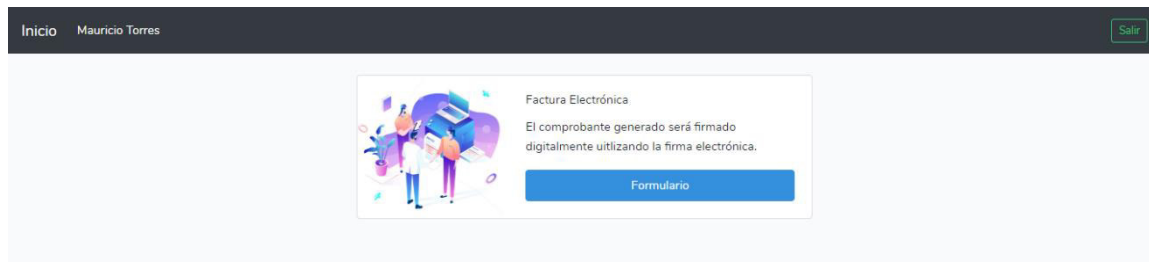 Inicio Mauricio Torres Salir
Factura Electrónica
El comprobante generado será firmado
digitalmente uitlizando la firma electrónica.
Formulario